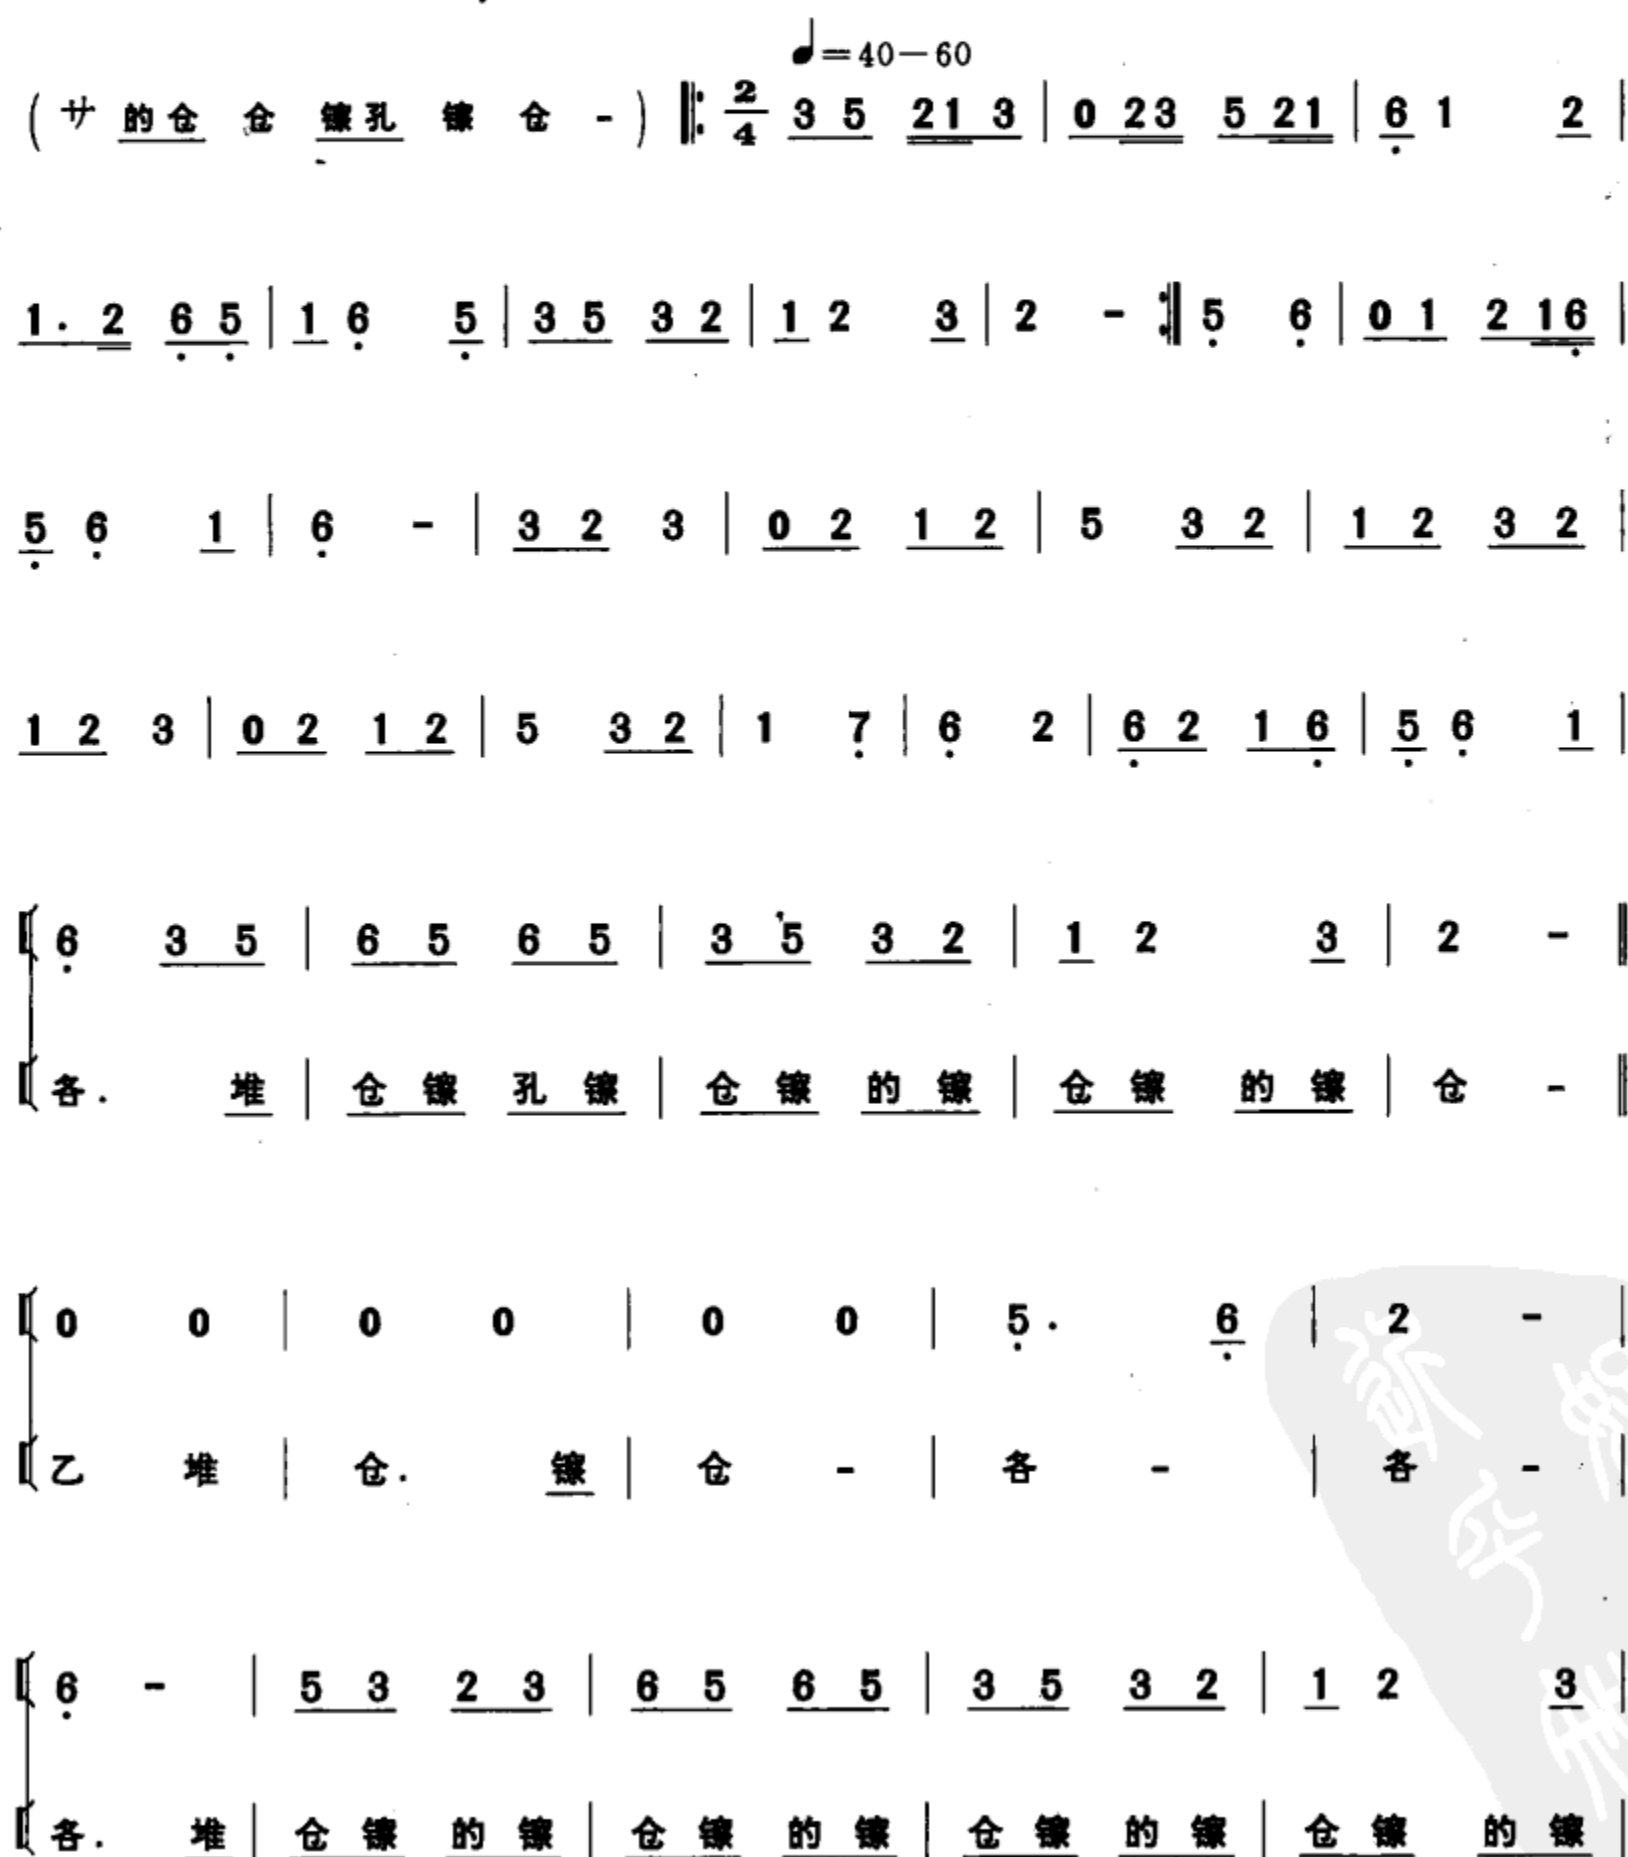 ♩=40—60
(サ 的仓 仓 镲孔 镲 仓 -) 𝄆 2/4 3 5 21 3 | 0 23 5 21 | 6̣ 1 2 |
1. 2 6̣ 5̣ | 1 6̣ 5̣ | 3 5 3 2 | 1 2 3 | 2 - 𝄇 5̣ 6̣ | 0 1 2 16̣ |
5̣ 6̣ 1 | 6̣ - | 3 2 3 | 0 2 1 2 | 5 3 2 | 1 2 3 2 |
1 2 3 | 0 2 1 2 | 5 3 2 | 1 7̣ | 6̣ 2 | 6̣ 2 1 6̣ | 5̣ 6̣ 1 |
6̣ 3 5 | 6 5 6 5 | 3 5 3 2 | 1 2 3 | 2 - ‖
各. 堆 | 仓 镲 孔 镲 | 仓 镲 的 镲 | 仓 镲 的 镲 | 仓 - ‖
0 0 | 0 0 | 0 0 | 5̣. 6̣ | 2 - |
乙 堆 | 仓. 镲 | 仓 - | 各 - | 各 - |
6̣ - | 5 3 2 3 | 6 5 6 5 | 3 5 3 2 | 1 2 3 |
各. 堆 | 仓 镲 的 镲 | 仓 镲 的 镲 | 仓 镲 的 镲 | 仓 镲 的 镲 |